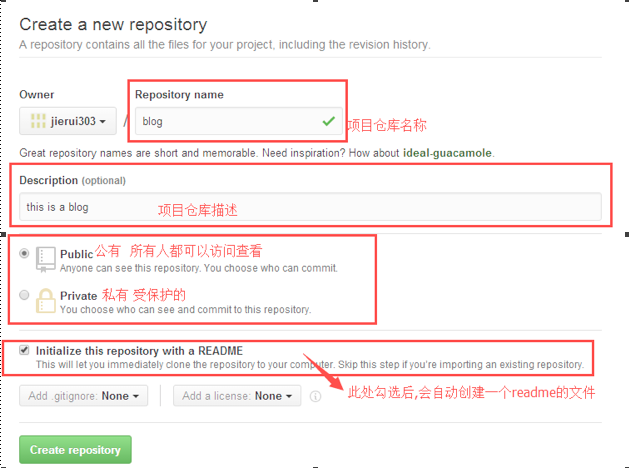 Create a new repository
A repository contains all the files for your project, including the revision history.
Owner
Repository name
jierui303 / blog
项目仓库名称
Great repository names are short and memorable. Need inspiration? How about ideal-guacamole.
Description (optional)
this is a blog 项目仓库描述
Public 公有 所有人都可以访问查看
Anyone can see this repository. You choose who can commit.
Private 私有 受保护的
You choose who can see and commit to this repository.
Initialize this repository with a README
This will let you immediately clone the repository to your computer. Skip this step if you're importing an existing repository.
Add .gitignore: None
Add a license: None
此处勾选后,会自动创建一个readme的文件
Create repository